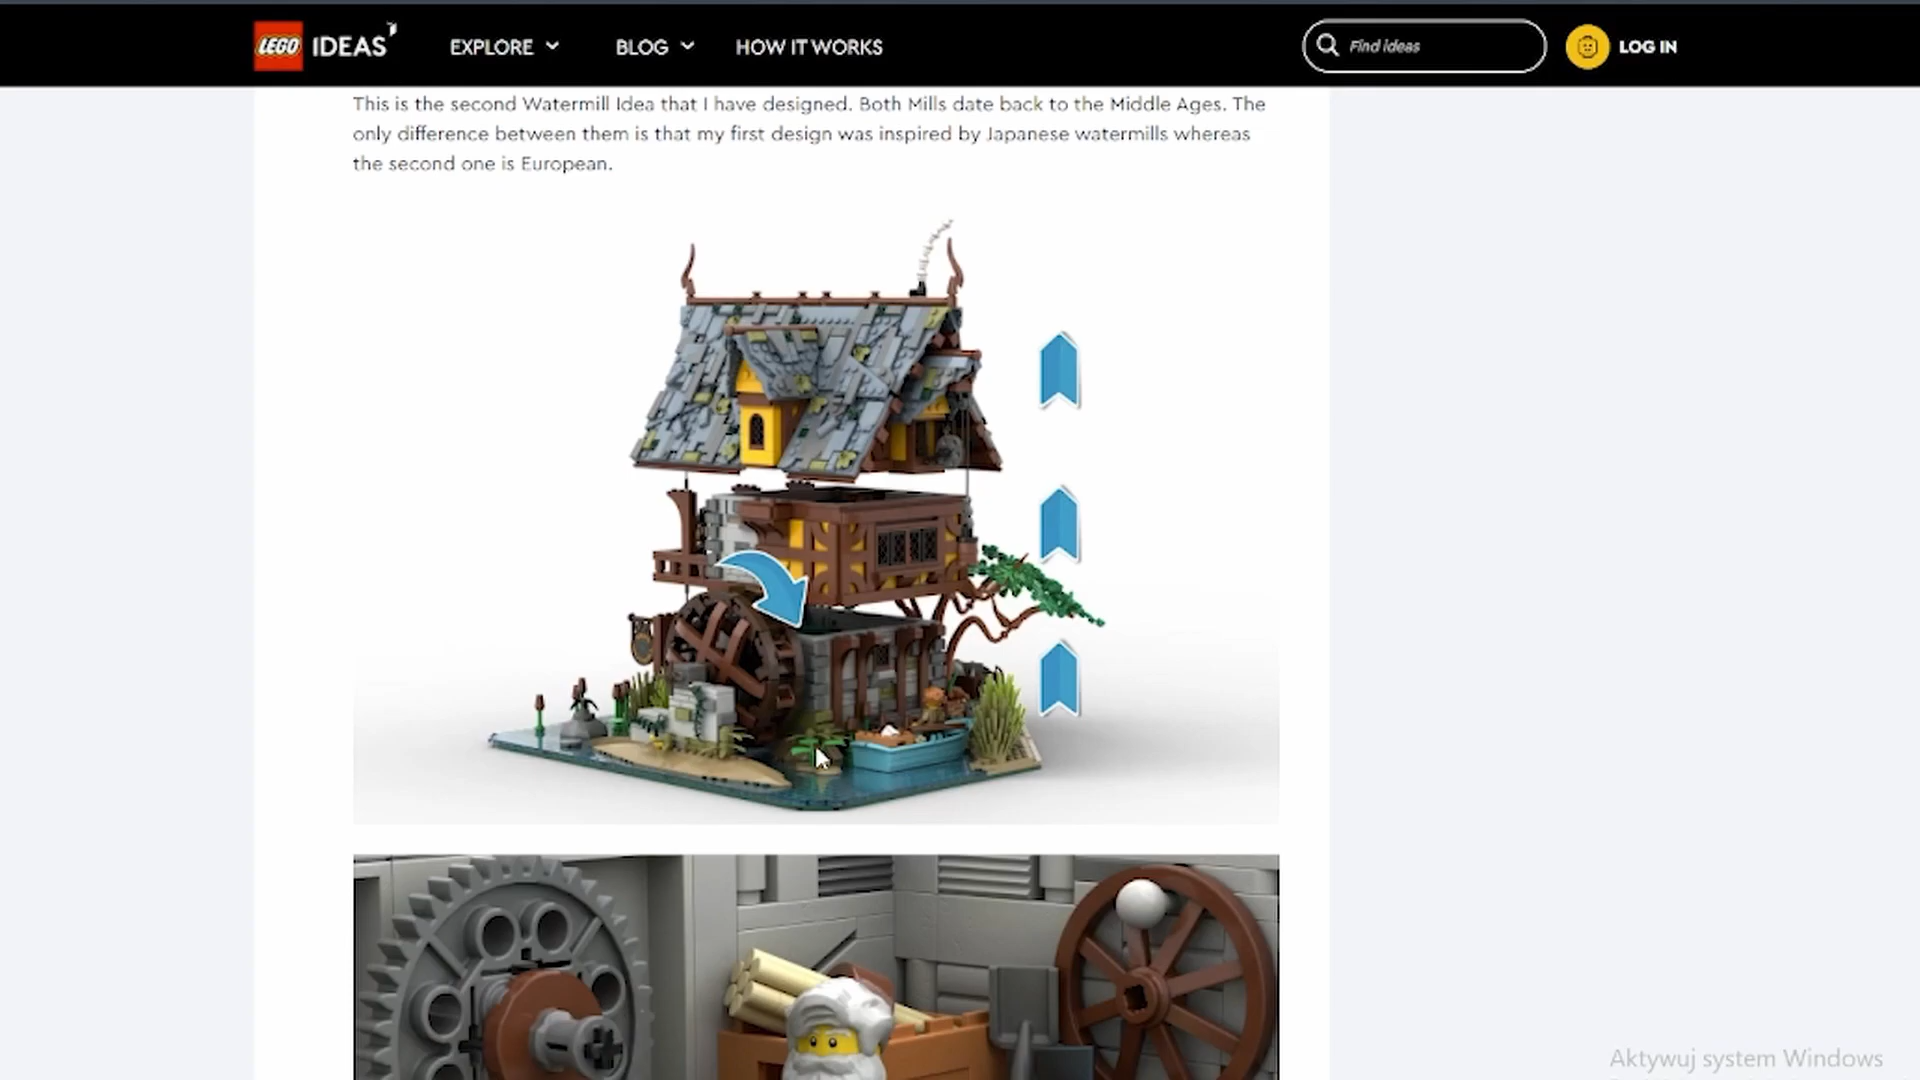 LEGO IDEAS EXPLORE BLOG HOW IT WORKS Find ideas LOG IN
This is the second Watermill Idea that I have designed. Both Mills date back to the Middle Ages. The
only difference between them is that my first design was inspired by Japanese watermills whereas
the second one is European.
Aktywuj system Windows